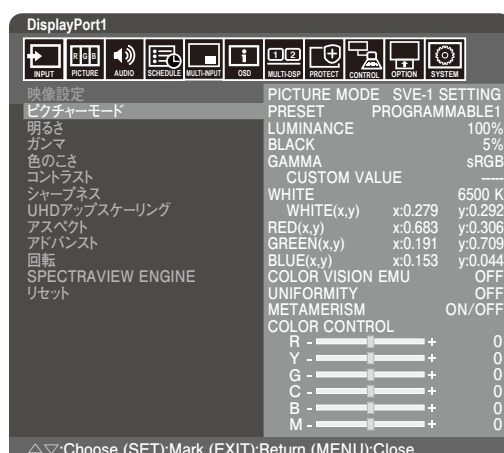 DisplayPort1
INPUT
RGB
PICTURE
AUDIO
SCHEDULE
MULTI-INPUT
OSD
1 2
MULTI-DSP
PROTECT
CONTROL
OPTION
SYSTEM
映像設定
ピクチャーモード
明るさ
ガンマ
色のこさ
コントラスト
シャープネス
UHDアップスケーリング
アスペクト
アドバンスト
回転
SPECTRAVIEW ENGINE
リセット
PICTURE MODE SVE-1 SETTING
PRESET PROGRAMMABLE1
LUMINANCE 100%
BLACK 5%
GAMMA sRGB
CUSTOM VALUE -----
WHITE 6500 K
WHITE(x,y) x:0.279 y:0.292
RED(x,y) x:0.683 y:0.306
GREEN(x,y) x:0.191 y:0.709
BLUE(x,y) x:0.153 y:0.044
COLOR VISION EMU OFF
UNIFORMITY OFF
METAMERISM ON/OFF
COLOR CONTROL
R - + 0
Y - + 0
G - + 0
C - + 0
B - + 0
M - + 0
△▽:Choose (SET):Mark (EXIT):Return (MENU):Close